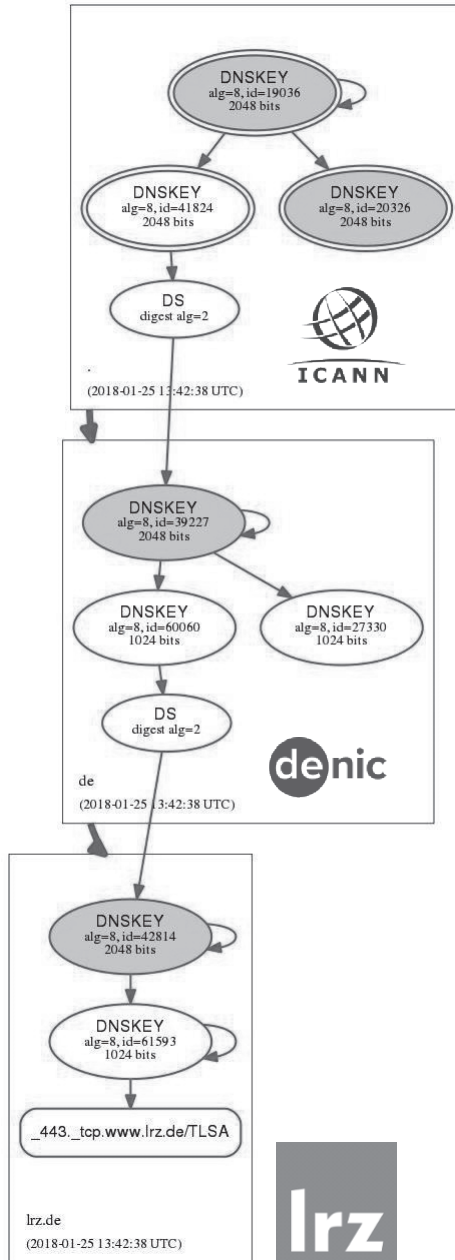 DNSKEY
alg=8, id=19036
2048 bits
DNSKEY
alg=8, id=41824
2048 bits
DNSKEY
alg=8, id=20326
2048 bits
DS
digest alg=2
ICANN
.
(2018-01-25 13:42:38 UTC)
DNSKEY
alg=8, id=39227
2048 bits
DNSKEY
alg=8, id=60060
1024 bits
DNSKEY
alg=8, id=27330
1024 bits
DS
digest alg=2
denic
de
(2018-01-25 13:42:38 UTC)
DNSKEY
alg=8, id=42814
2048 bits
DNSKEY
alg=8, id=61593
1024 bits
_443._tcp.www.lrz.de/TLSA
lrz
lrz.de
(2018-01-25 13:42:38 UTC)